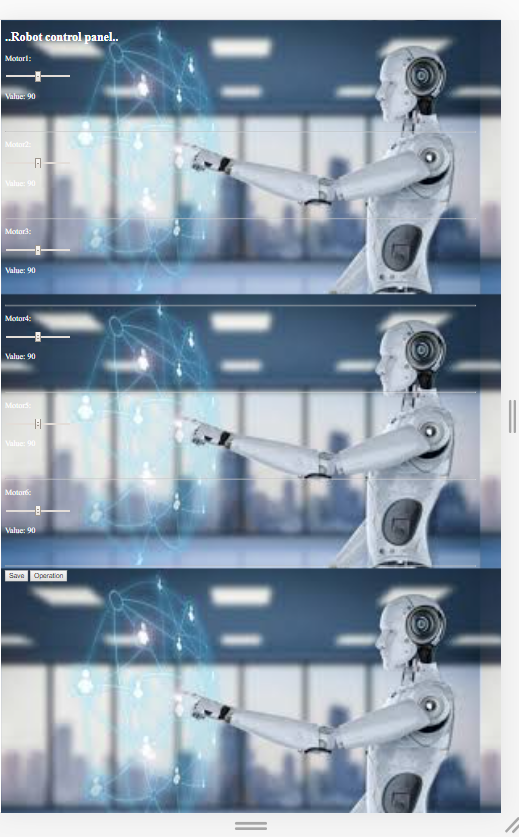 ..Robot control panel..
Motor1:
Value: 90
Motor2:
Value: 90
Motor3:
Value: 90
Motor4:
Value: 90
Motor5:
Value: 90
Motor6:
Value: 90
Save Operation